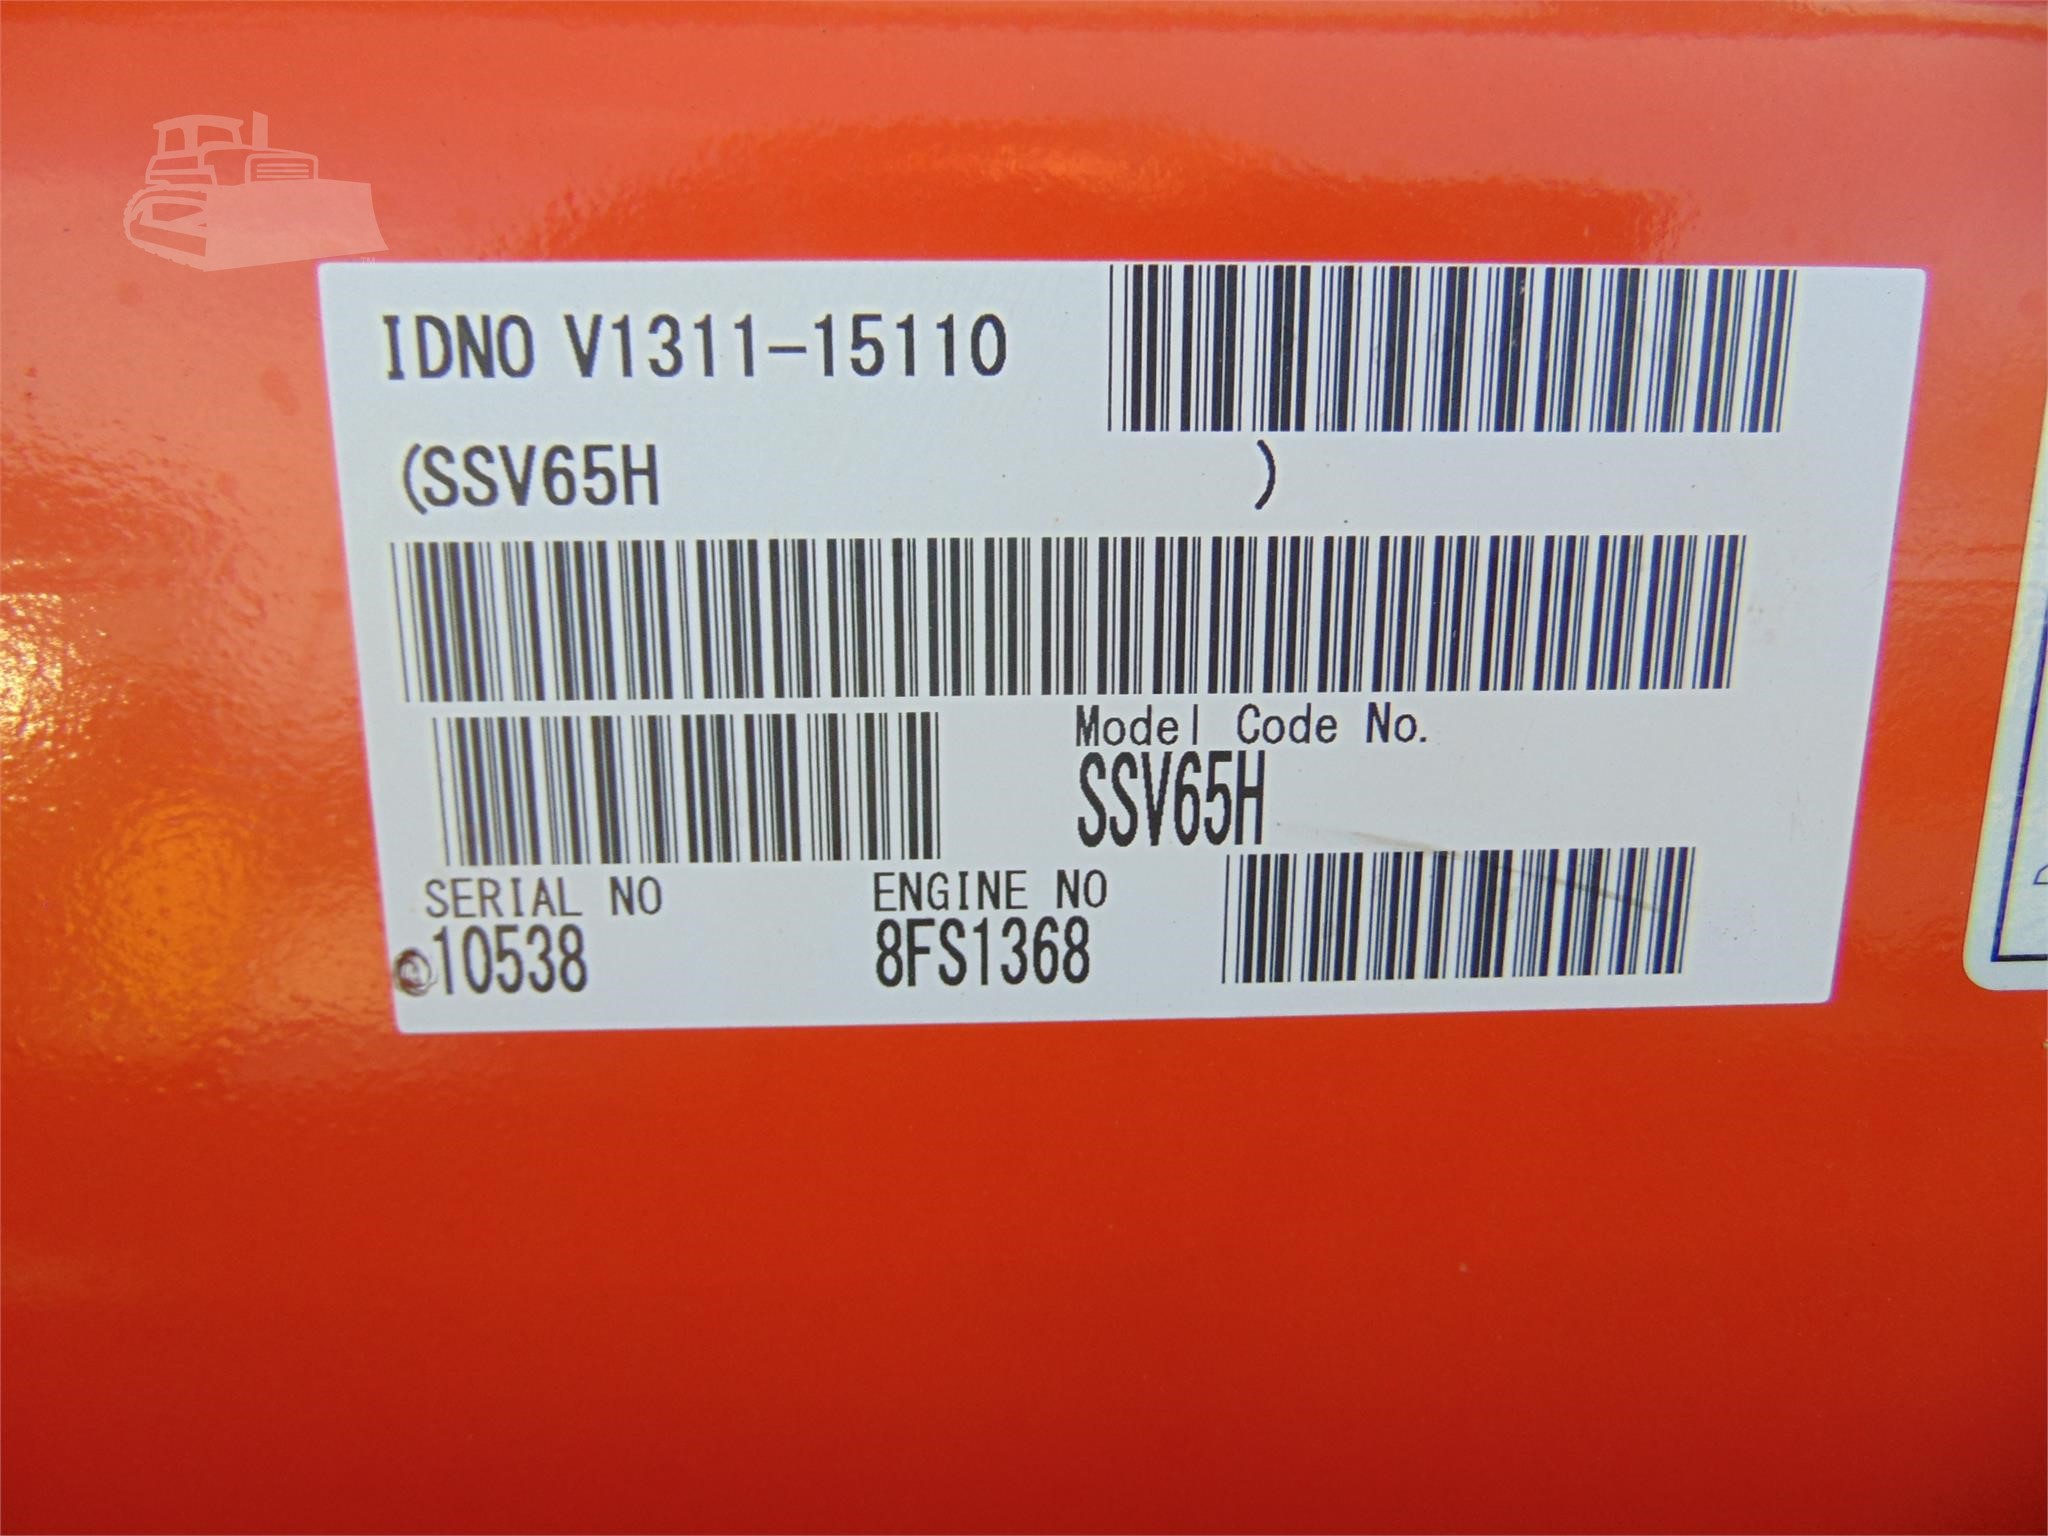 IDNO V1311-15110
(SSV65H )
Model Code No.
SSV65H
SERIAL NO
10538
ENGINE NO
8FS1368